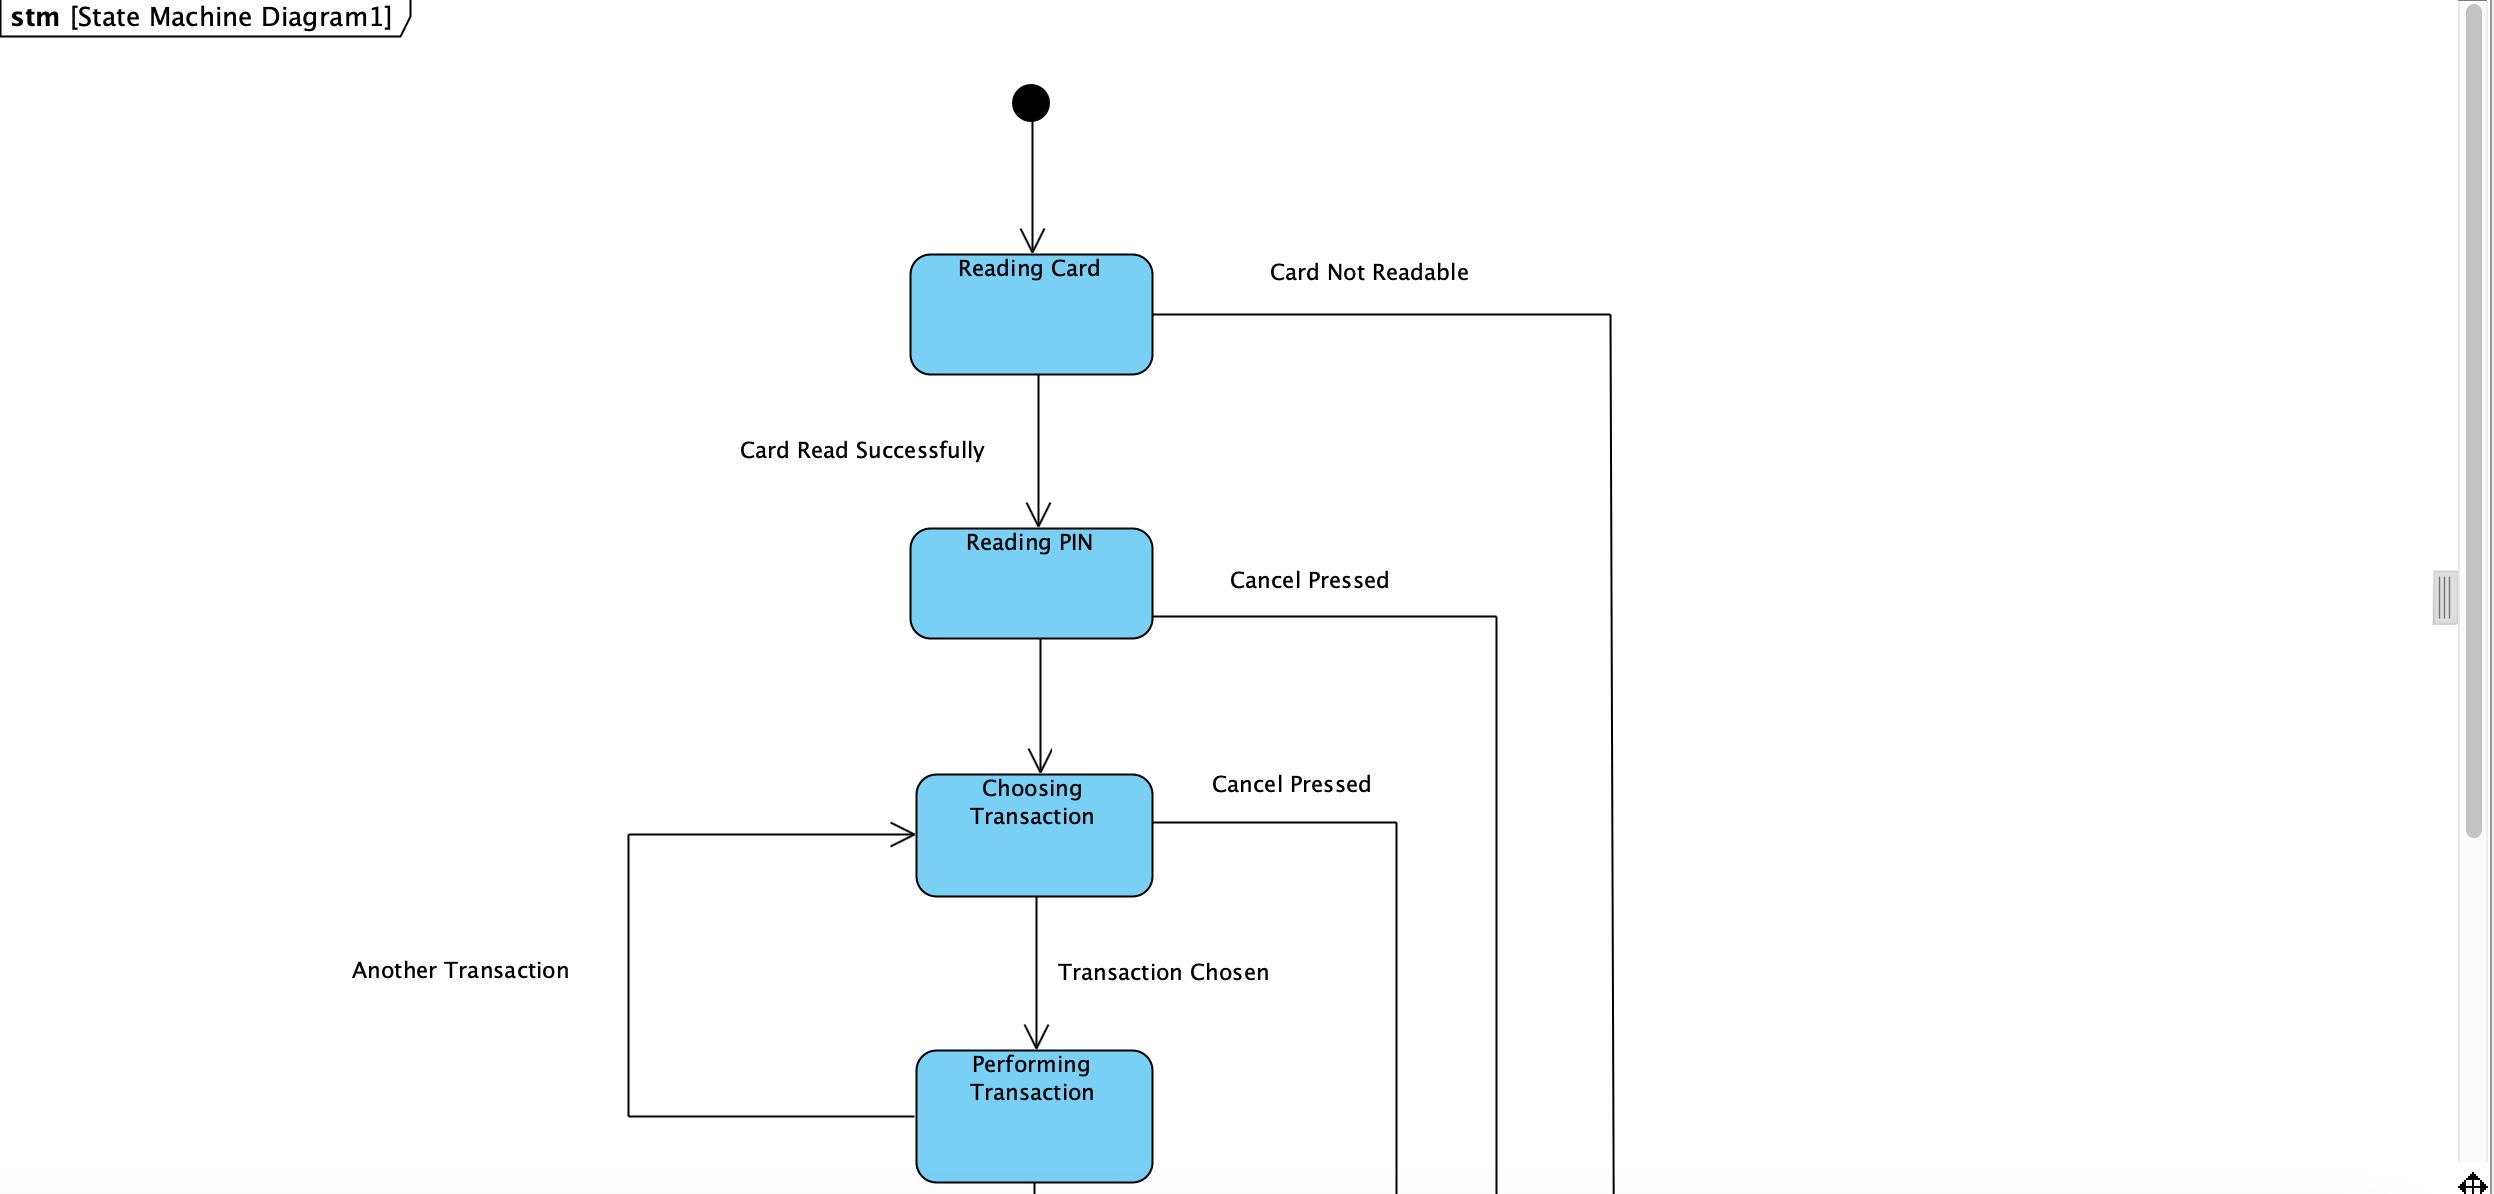 stm [State Machine Diagram1]
Reading Card
Card Not Readable
Card Read Successfully
Reading PIN
Cancel Pressed
Choosing
Transaction
Cancel Pressed
Another Transaction
Transaction Chosen
Performing
Transaction